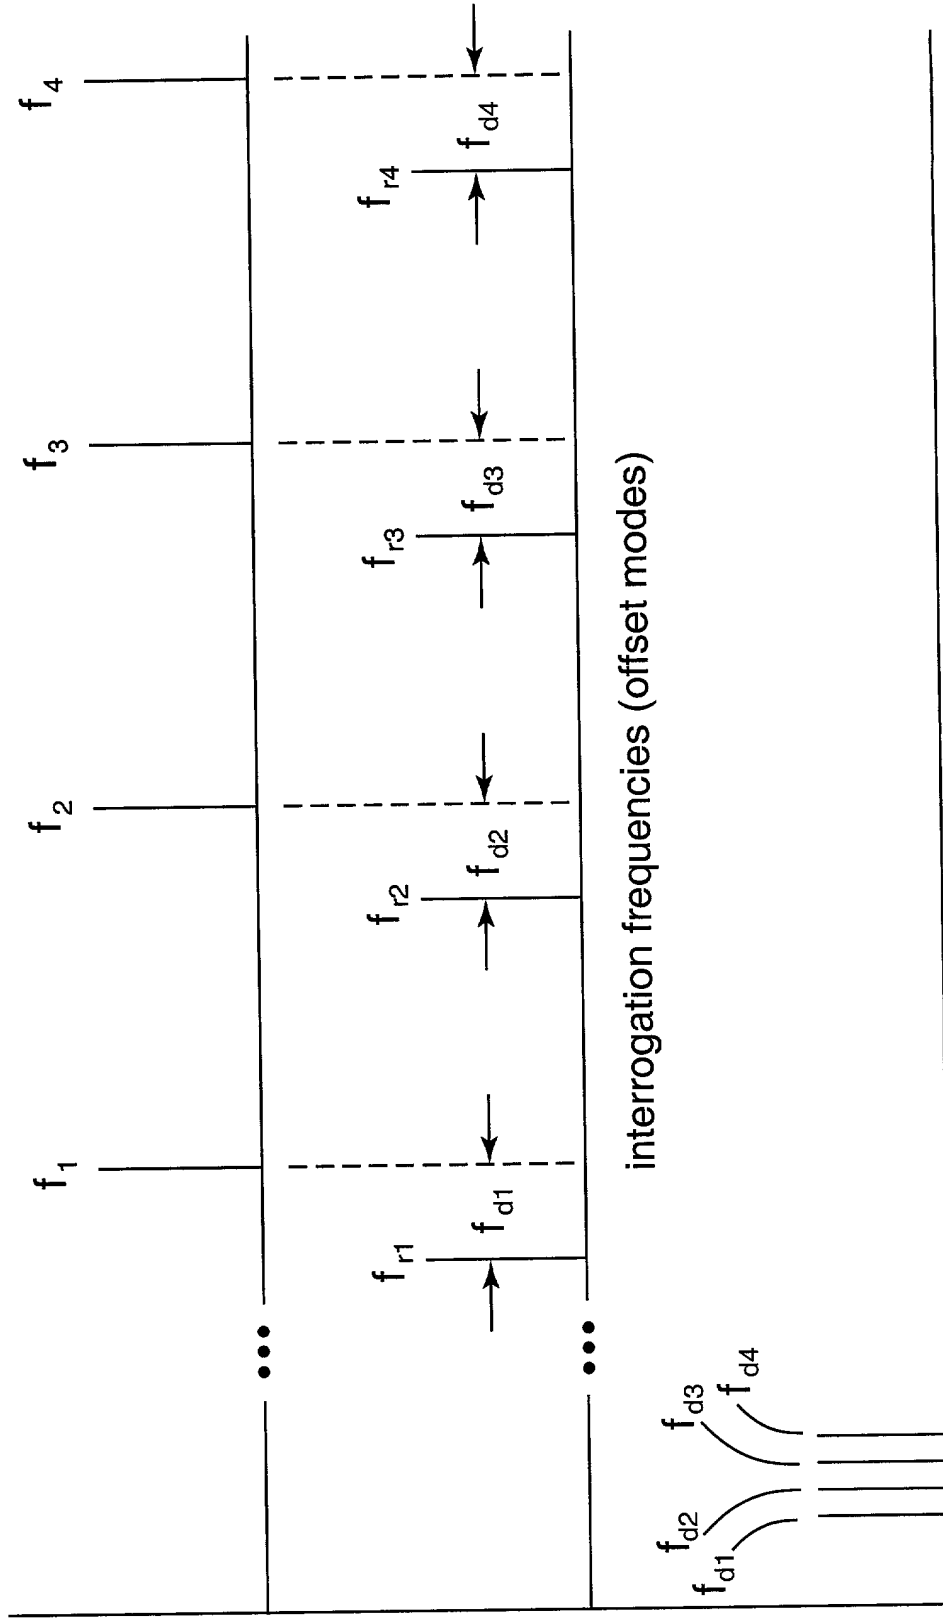 f1 f2 f3 f4
fr1 fr2 fr3 fr4
fd1 fd2 fd3 fd4
interrogation frequencies (offset modes)
fd2 fd3
fd1 fd4